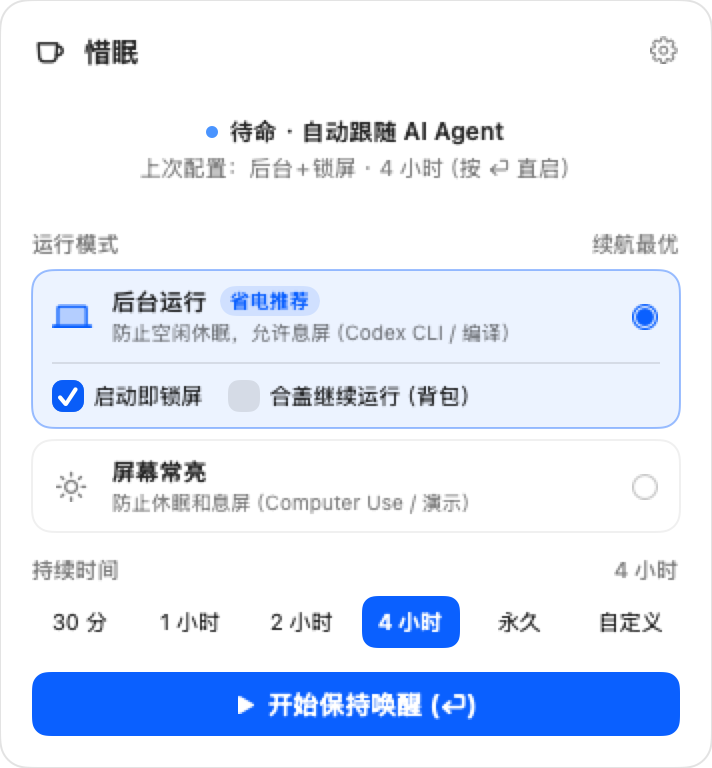 惜眠
待命 · 自动跟随 AI Agent
上次配置：后台+锁屏 · 4 小时 (按 ⏎ 直启)
运行模式 续航最优
后台运行 省电推荐
防止空闲休眠，允许息屏 (Codex CLI / 编译)
启动即锁屏 合盖继续运行 (背包)
屏幕常亮
防止休眠和息屏 (Computer Use / 演示)
持续时间 4 小时
30 分 1 小时 2 小时 4 小时 永久 自定义
▶ 开始保持唤醒 (⏎)